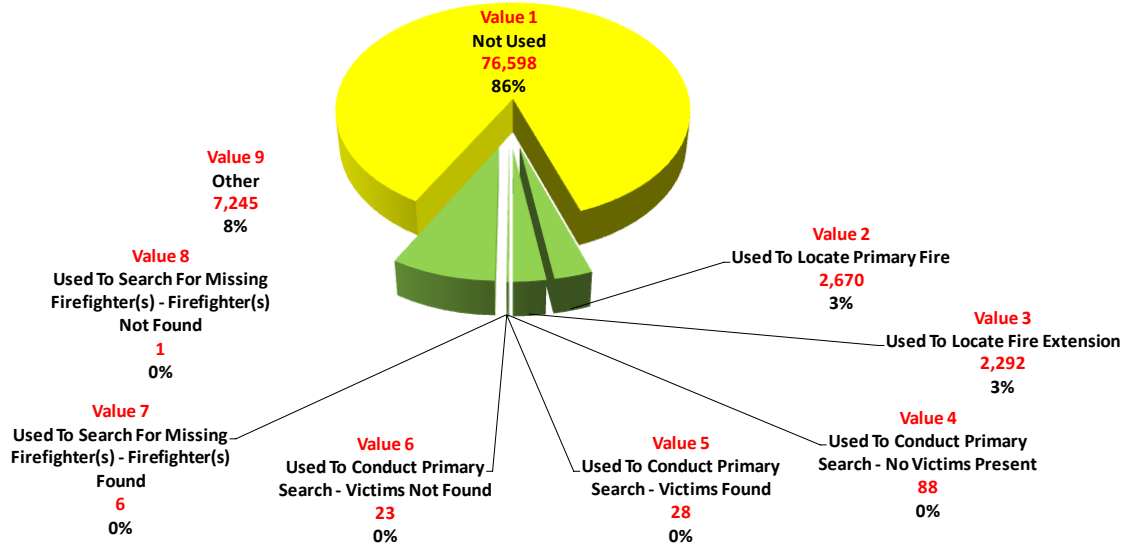 Value 1
Not Used
76,598
86%
Value 9
Other
7,245
8%
Value 2
Used To Locate Primary Fire
2,670
3%
Value 8
Used To Search For Missing
Firefighter(s) - Firefighter(s)
Not Found
1
0%
Value 3
Used To Locate Fire Extension
2,292
3%
Value 7
Used To Search For Missing
Firefighter(s) - Firefighter(s)
Found
6
0%
Value 6
Used To Conduct Primary
Search - Victims Not Found
23
0%
Value 5
Used To Conduct Primary
Search - Victims Found
28
0%
Value 4
Used To Conduct Primary
Search - No Victims Present
88
0%